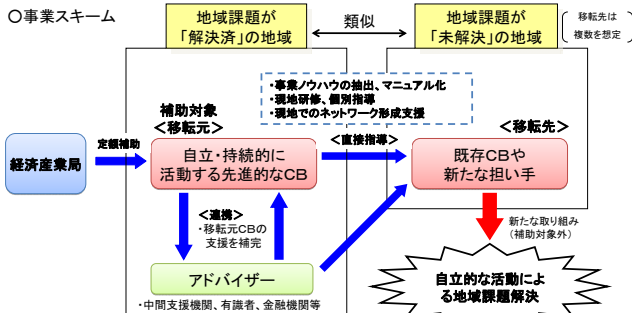 ○事業スキーム
地域課題が
「解決済」の地域
類似
地域課題が
「未解決」の地域
移転先は
複数を想定
・事業ノウハウの抽出、マニュアル化
・現地研修、個別指導
・現地でのネットワーク形成支援
補助対象
＜移転元＞
＜移転先＞
経済産業局
定額補助
自立・持続的に
活動する先進的なCB
＜直接指導＞
既存CBや
新たな担い手
＜連携＞
・移転元CBの
支援を補完
新たな取り組み
（補助対象外）
アドバイザー
・中間支援機関、有識者、金融機関等
自立的な活動によ
る地域課題解決